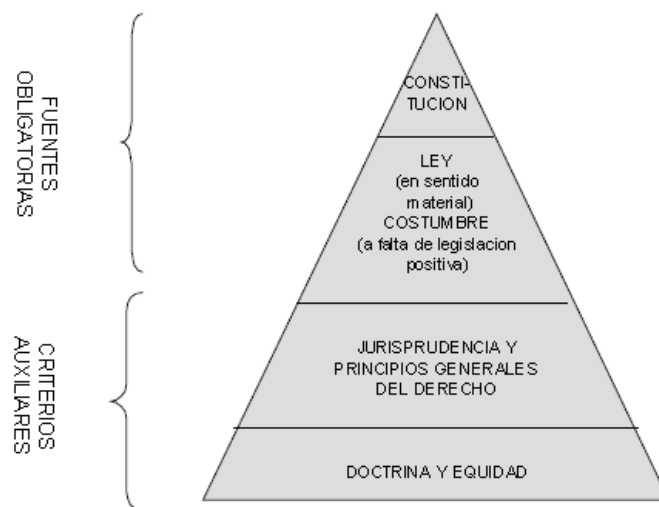 FUENTES
OBLIGATORIAS
CONSTI-
TUCION
LEY
(en sentido
material)
COSTUMBRE
(a falta de legislacion
positiva)
CRITERIOS
AUXILIARES
JURISPRUDENCIA Y
PRINCIPIOS GENERALES
DEL DERECHO
DOCTRINA Y EQUIDAD